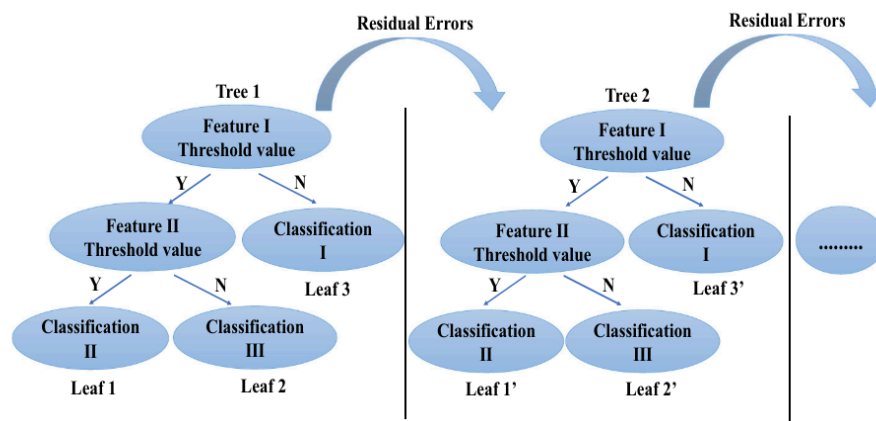 Residual Errors
Residual Errors
Tree 1
Feature I
Threshold value
Y
N
Feature II
Threshold value
Classification
I
Leaf 3
Y
N
Classification
II
Classification
III
Leaf 1
Leaf 2
Tree 2
Feature I
Threshold value
Y
N
Feature II
Threshold value
Classification
I
Leaf 3’
Y
N
Classification
II
Classification
III
Leaf 1’
Leaf 2’
.........